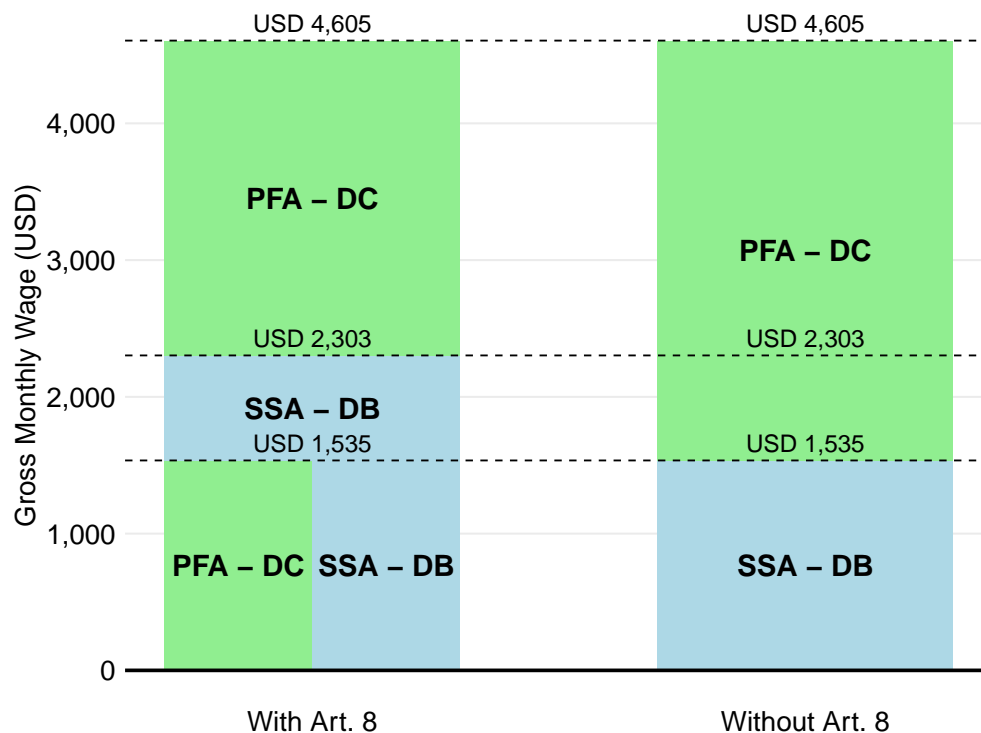 USD 4,605
USD 4,605
4,000
PFA – DC
PFA – DC
3,000
Gross Monthly Wage (USD)
USD 2,303
USD 2,303
2,000
SSA – DB
USD 1,535
USD 1,535
1,000
PFA – DC
SSA – DB
SSA – DB
0
With Art. 8
Without Art. 8